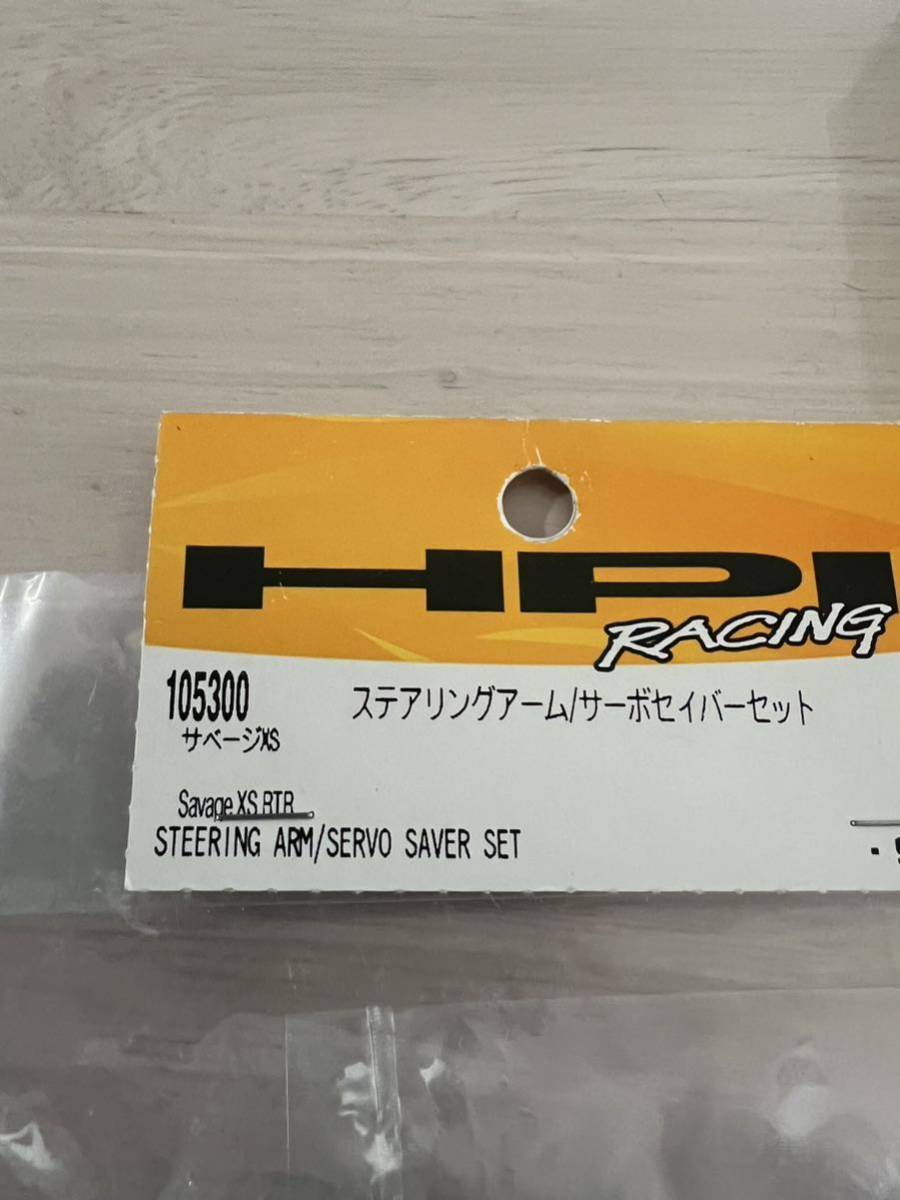 HPI
RACING
105300
ステアリングアーム/サーボセイバーセット
サベージXS
Savage XS RTR
STEERING ARM/SERVO SAVER SET